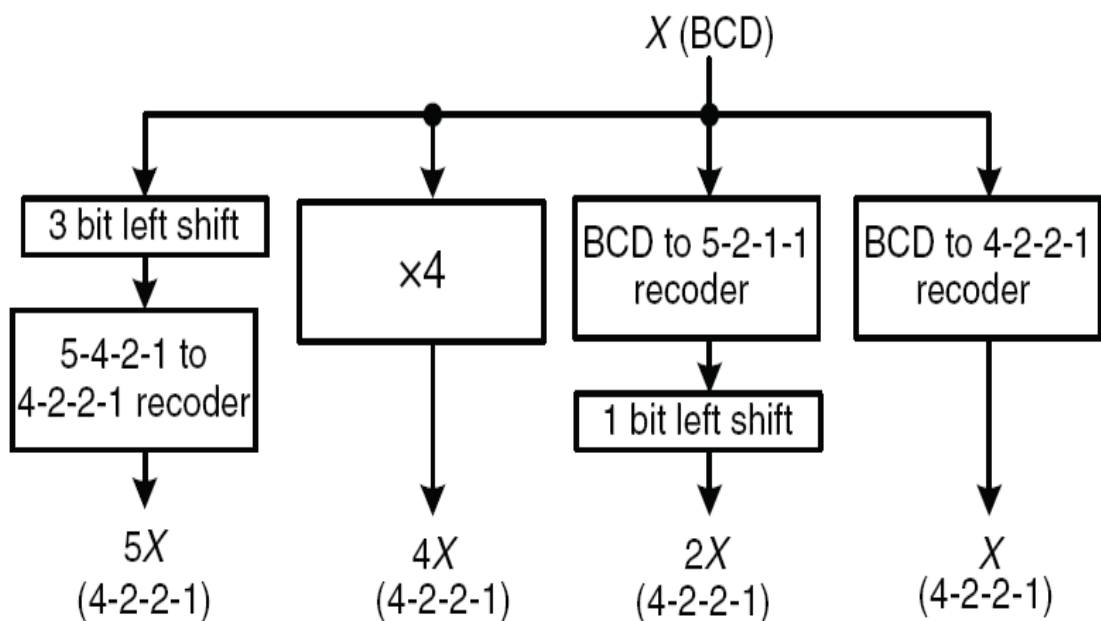 X (BCD)
3 bit left shift
5-4-2-1 to
4-2-2-1 recoder
×4
BCD to 5-2-1-1
recoder
1 bit left shift
BCD to 4-2-2-1
recoder
5X
(4-2-2-1)
4X
(4-2-2-1)
2X
(4-2-2-1)
X
(4-2-2-1)